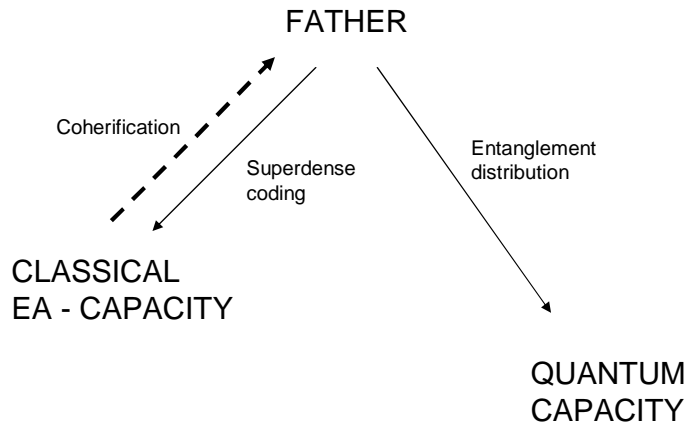 FATHER
Coherification
Superdense
coding
Entanglement
distribution
CLASSICAL
EA - CAPACITY
QUANTUM
CAPACITY